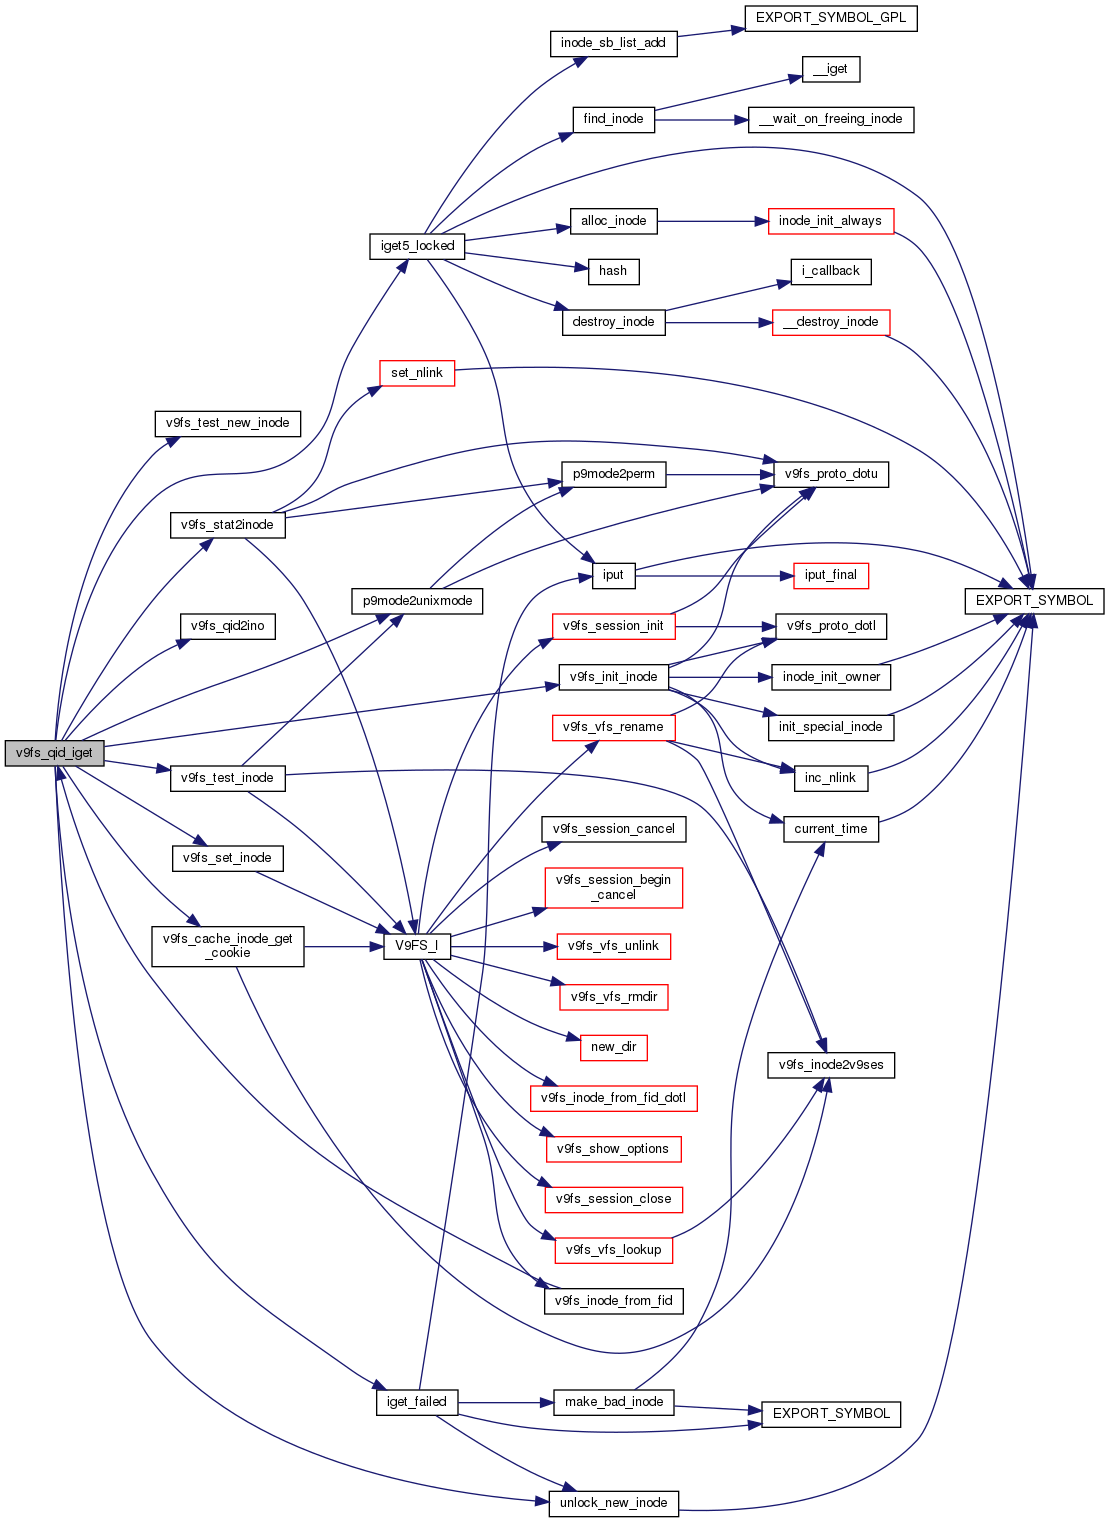 EXPORT_SYMBOL_GPL
inode_sb_list_add
__iget
find_inode
__wait_on_freeing_inode
alloc_inode
inode_init_always
iget5_locked
hash
i_callback
destroy_inode
__destroy_inode
set_nlink
v9fs_test_new_inode
p9mode2perm
v9fs_proto_dotu
v9fs_stat2inode
iput
iput_final
p9mode2unixmode
EXPORT_SYMBOL
v9fs_qid2ino
v9fs_session_init
v9fs_proto_dotl
v9fs_init_inode
inode_init_owner
v9fs_vfs_rename
init_special_inode
v9fs_qid_iget
v9fs_test_inode
inc_nlink
v9fs_session_cancel
current_time
v9fs_set_inode
v9fs_session_begin
_cancel
v9fs_cache_inode_get
_cookie
V9FS_I
v9fs_vfs_unlink
v9fs_vfs_rmdir
new_dir
v9fs_inode2v9ses
v9fs_inode_from_fid_dotl
v9fs_show_options
v9fs_session_close
v9fs_vfs_lookup
v9fs_inode_from_fid
iget_failed
make_bad_inode
EXPORT_SYMBOL
unlock_new_inode